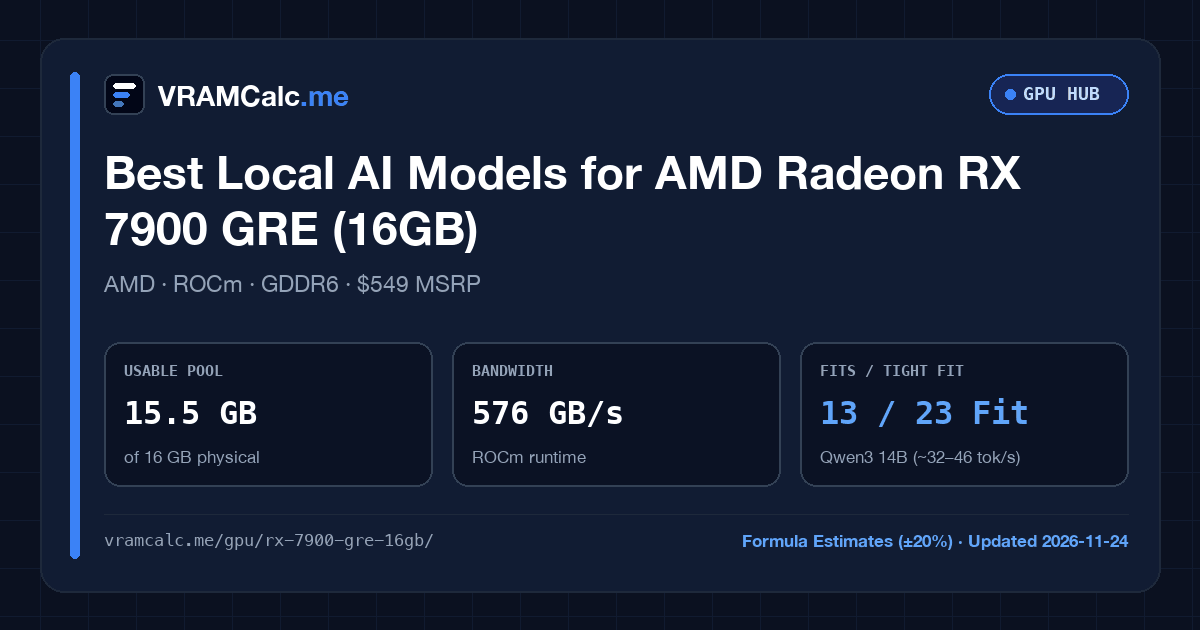 VRAMCalc.me
GPU HUB
Best Local AI Models for AMD Radeon RX
7900 GRE (16GB)
AMD · ROCm · GDDR6 · $549 MSRP
USABLE POOL
15.5 GB
of 16 GB physical
BANDWIDTH
576 GB/s
ROCm runtime
FITS / TIGHT FIT
13 / 23 Fit
Qwen3 14B (~32–46 tok/s)
vramcalc.me/gpu/rx-7900-gre-16gb/
Formula Estimates (±20%) · Updated 2026-11-24